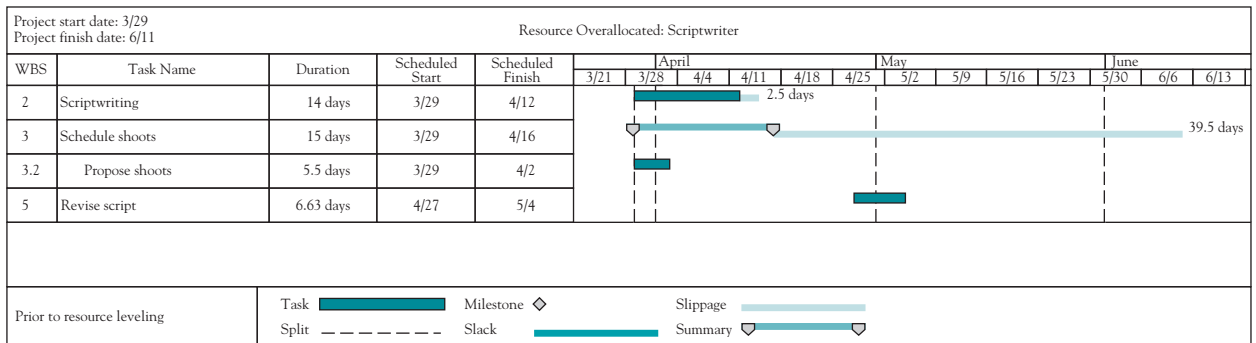 Project start date: 3/29
Project finish date: 6/11
Resource Overallocated: Scriptwriter
WBS Task Name Duration Scheduled Start Scheduled Finish
April May June
3/21 3/28 4/4 4/11 4/18 4/25 5/2 5/9 5/16 5/23 5/30 6/6 6/13
2 Scriptwriting 14 days 3/29 4/12 2.5 days
3 Schedule shoots 15 days 3/29 4/16 39.5 days
3.2 Propose shoots 5.5 days 3/29 4/2
5 Revise script 6.63 days 4/27 5/4
Prior to resource leveling
Task Milestone Slippage
Split Slack Summary